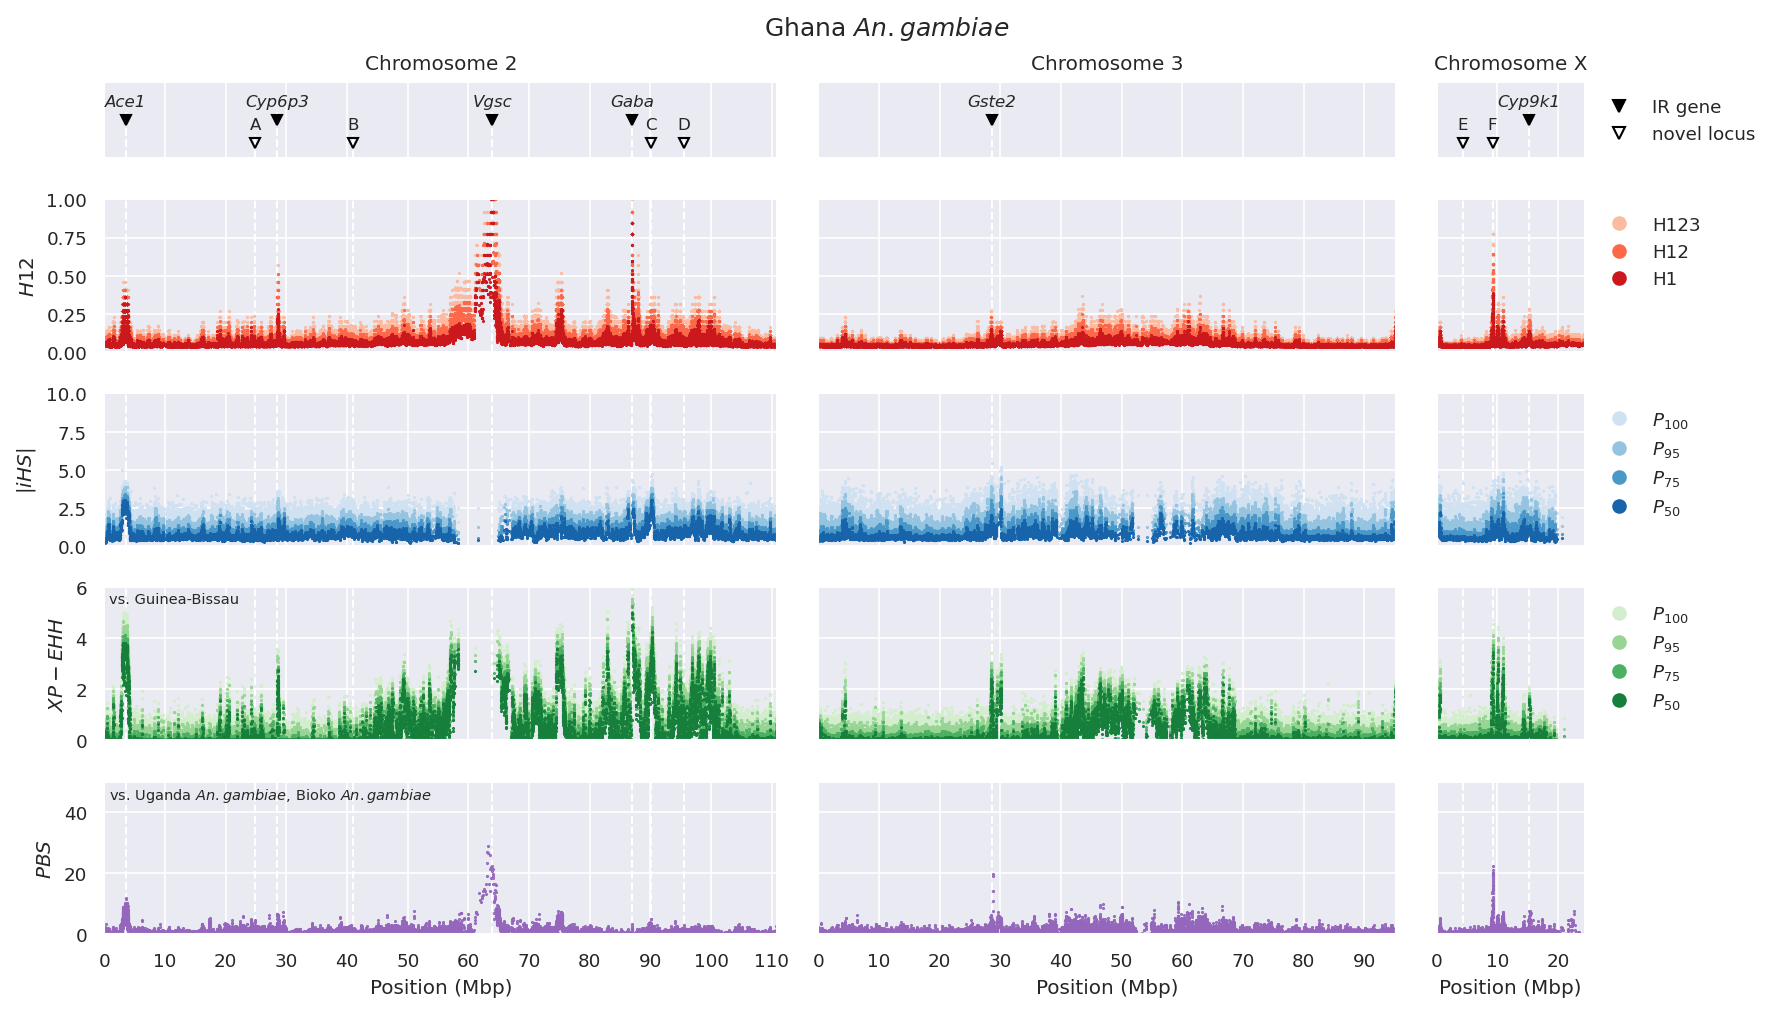 Ghana An. gambiae
Chromosome 2
Chromosome 3
Chromosome X
Ace1
Cyp6p3
Vgsc
Gaba
Gste2
Cyp9k1
A
B
C
D
E
F
IR gene
novel locus
H12
1.00
0.75
0.50
0.25
0.00
H123
H12
H1
|iHS|
10.0
7.5
5.0
2.5
0.0
P100
P95
P75
P50
XP − EHH
6
4
2
0
vs. Guinea-Bissau
P100
P95
P75
P50
PBS
40
20
0
vs. Uganda An. gambiae, Bioko An. gambiae
0 10 20 30 40 50 60 70 80 90 100 110
0 10 20 30 40 50 60 70 80 90
0 10 20
Position (Mbp)
Position (Mbp)
Position (Mbp)